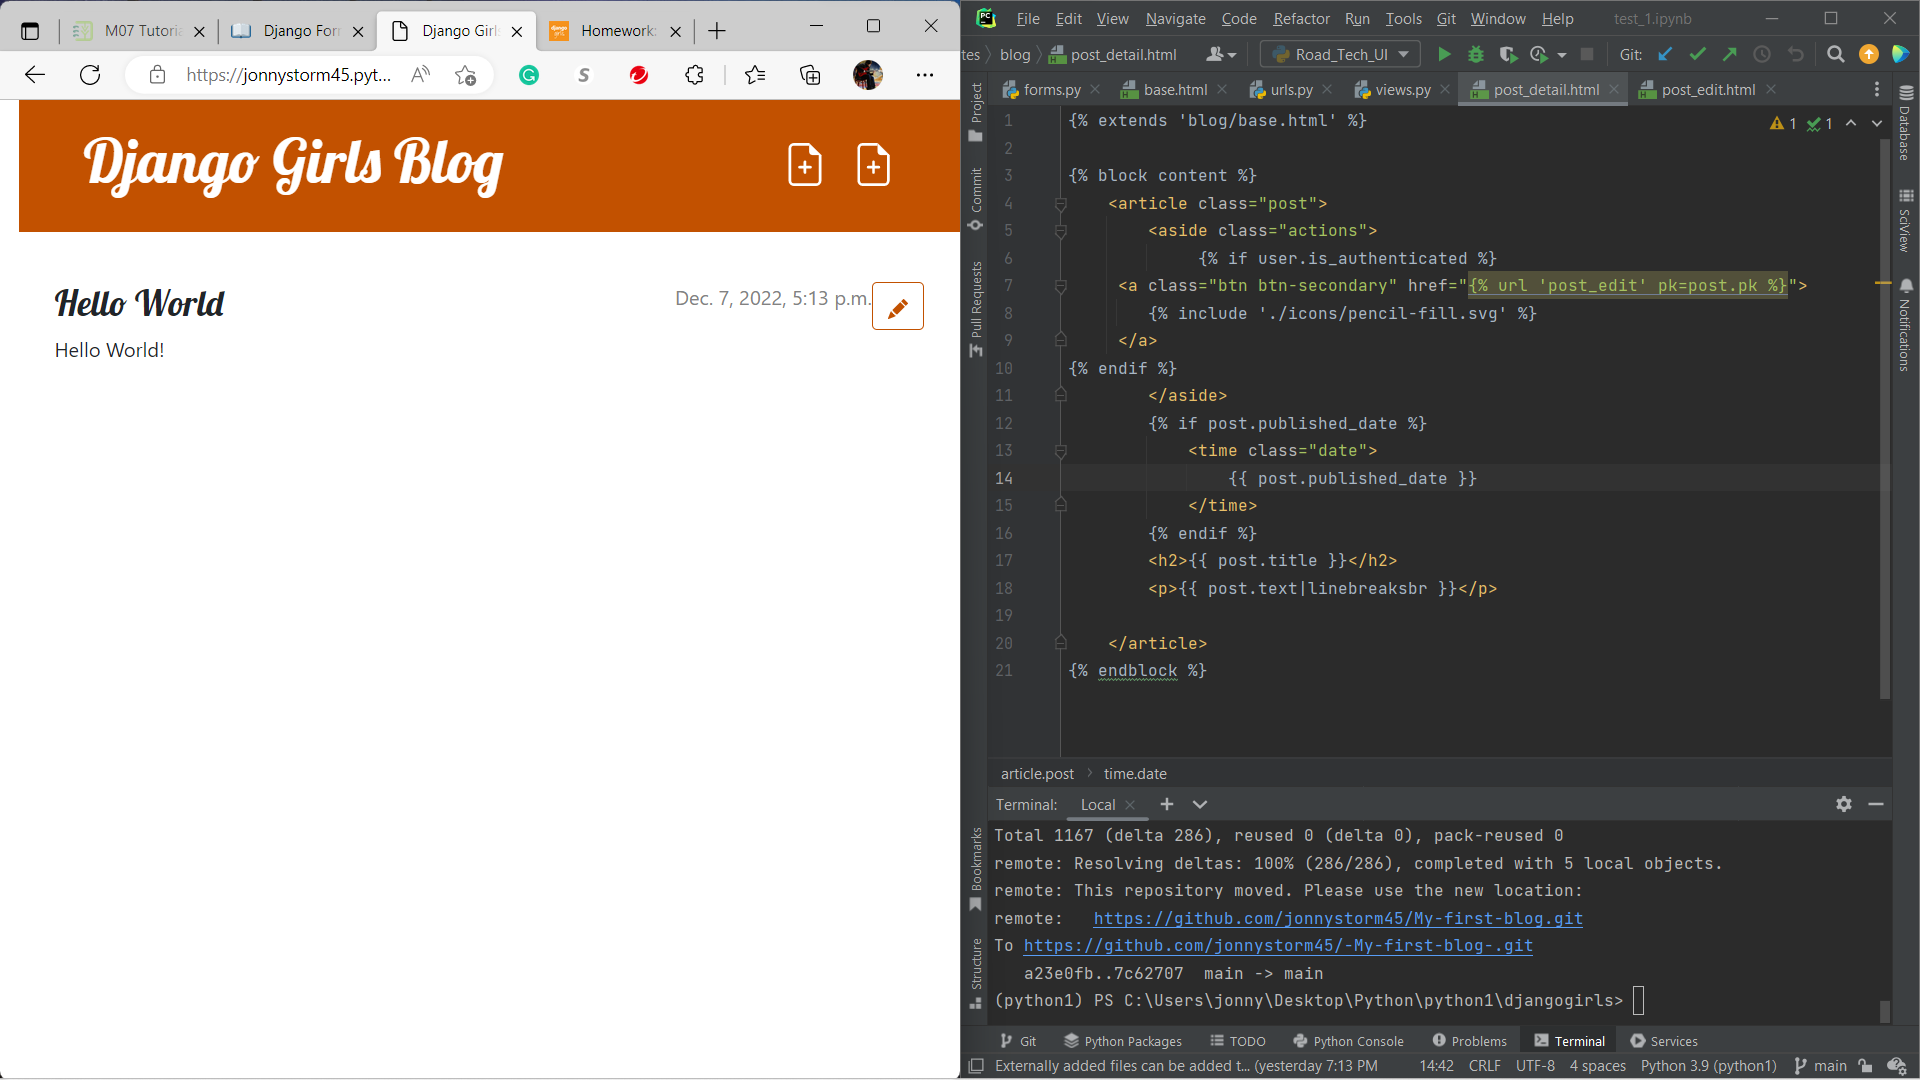 M07 Tutoria
Django For
Django Girls
Homework:
https://jonnystorm45.pyt...
Django Girls Blog
Hello World
Dec. 7, 2022, 5:13 p.m.
Hello World!
File Edit View Navigate Code Refactor Run Tools Git Window Help test_1.ipynb
tes blog post_detail.html Road_Tech_UI Git:
forms.py base.html urls.py views.py post_detail.html post_edit.html
Project
Commit
Pull Requests
Bookmarks
Structure
1 {% extends 'blog/base.html' %}
2
3 {% block content %}
4 <article class="post">
5 <aside class="actions">
6 {% if user.is_authenticated %}
7 <a class="btn btn-secondary" href="{% url 'post_edit' pk=post.pk %}">
8 {% include './icons/pencil-fill.svg' %}
9 </a>
10 {% endif %}
11 </aside>
12 {% if post.published_date %}
13 <time class="date">
14 {{ post.published_date }}
15 </time>
16 {% endif %}
17 <h2>{{ post.title }}</h2>
18 <p>{{ post.text|linebreaksbr }}</p>
19
20 </article>
21 {% endblock %}
1 1
Database
SciView
Notifications
article.post time.date
Terminal: Local
Total 1167 (delta 286), reused 0 (delta 0), pack-reused 0
remote: Resolving deltas: 100% (286/286), completed with 5 local objects.
remote: This repository moved. Please use the new location:
remote: https://github.com/jonnystorm45/My-first-blog.git
To https://github.com/jonnystorm45/-My-first-blog-.git
a23e0fb..7c62707 main -> main
(python1) PS C:\Users\jonny\Desktop\Python\python1\djangogirls>
Git Python Packages TODO Python Console Problems Terminal Services
Externally added files can be added t... (yesterday 7:13 PM 14:42 CRLF UTF-8 4 spaces Python 3.9 (python1) main